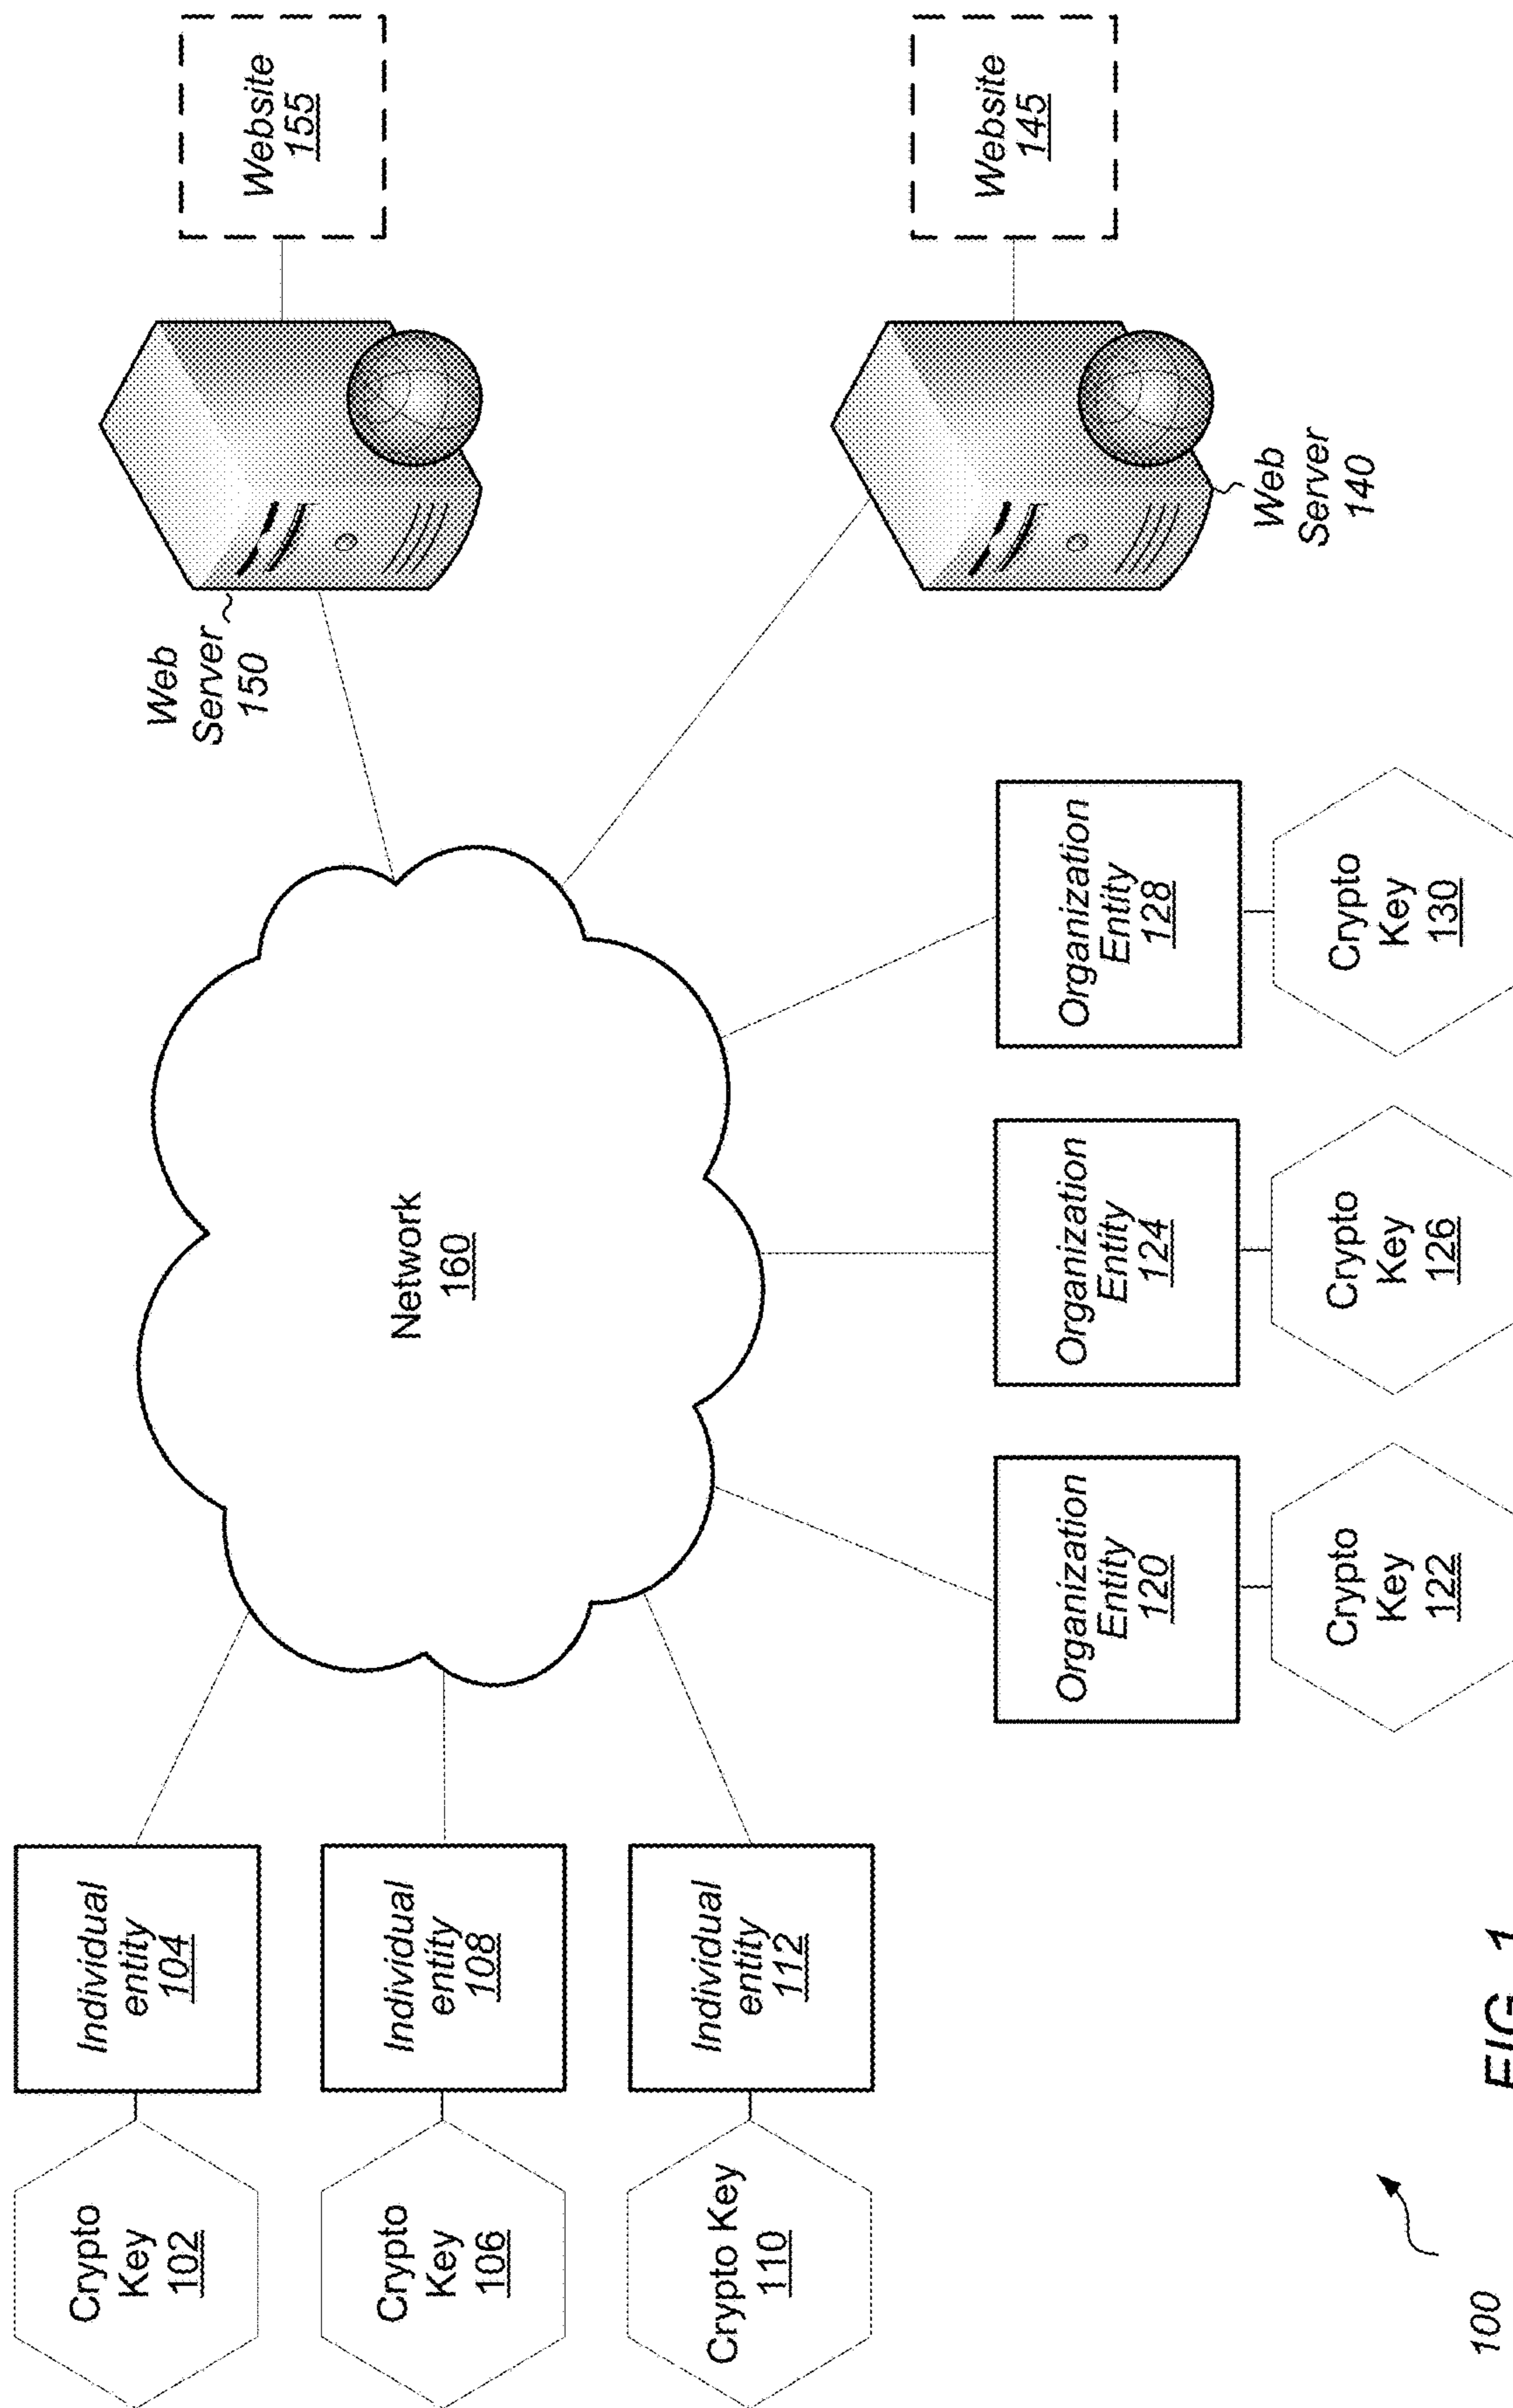 Crypto
Key
102
Individual
entity
104
Crypto
Key
106
Individual
entity
108
Crypto Key
110
Individual
entity
112
Network
160
Web
Server
150
Website
155
Web
Server
140
Website
145
Organization
Entity
120
Crypto
Key
122
Organization
Entity
124
Crypto
Key
126
Organization
Entity
128
Crypto
Key
130
100
FIG. 1